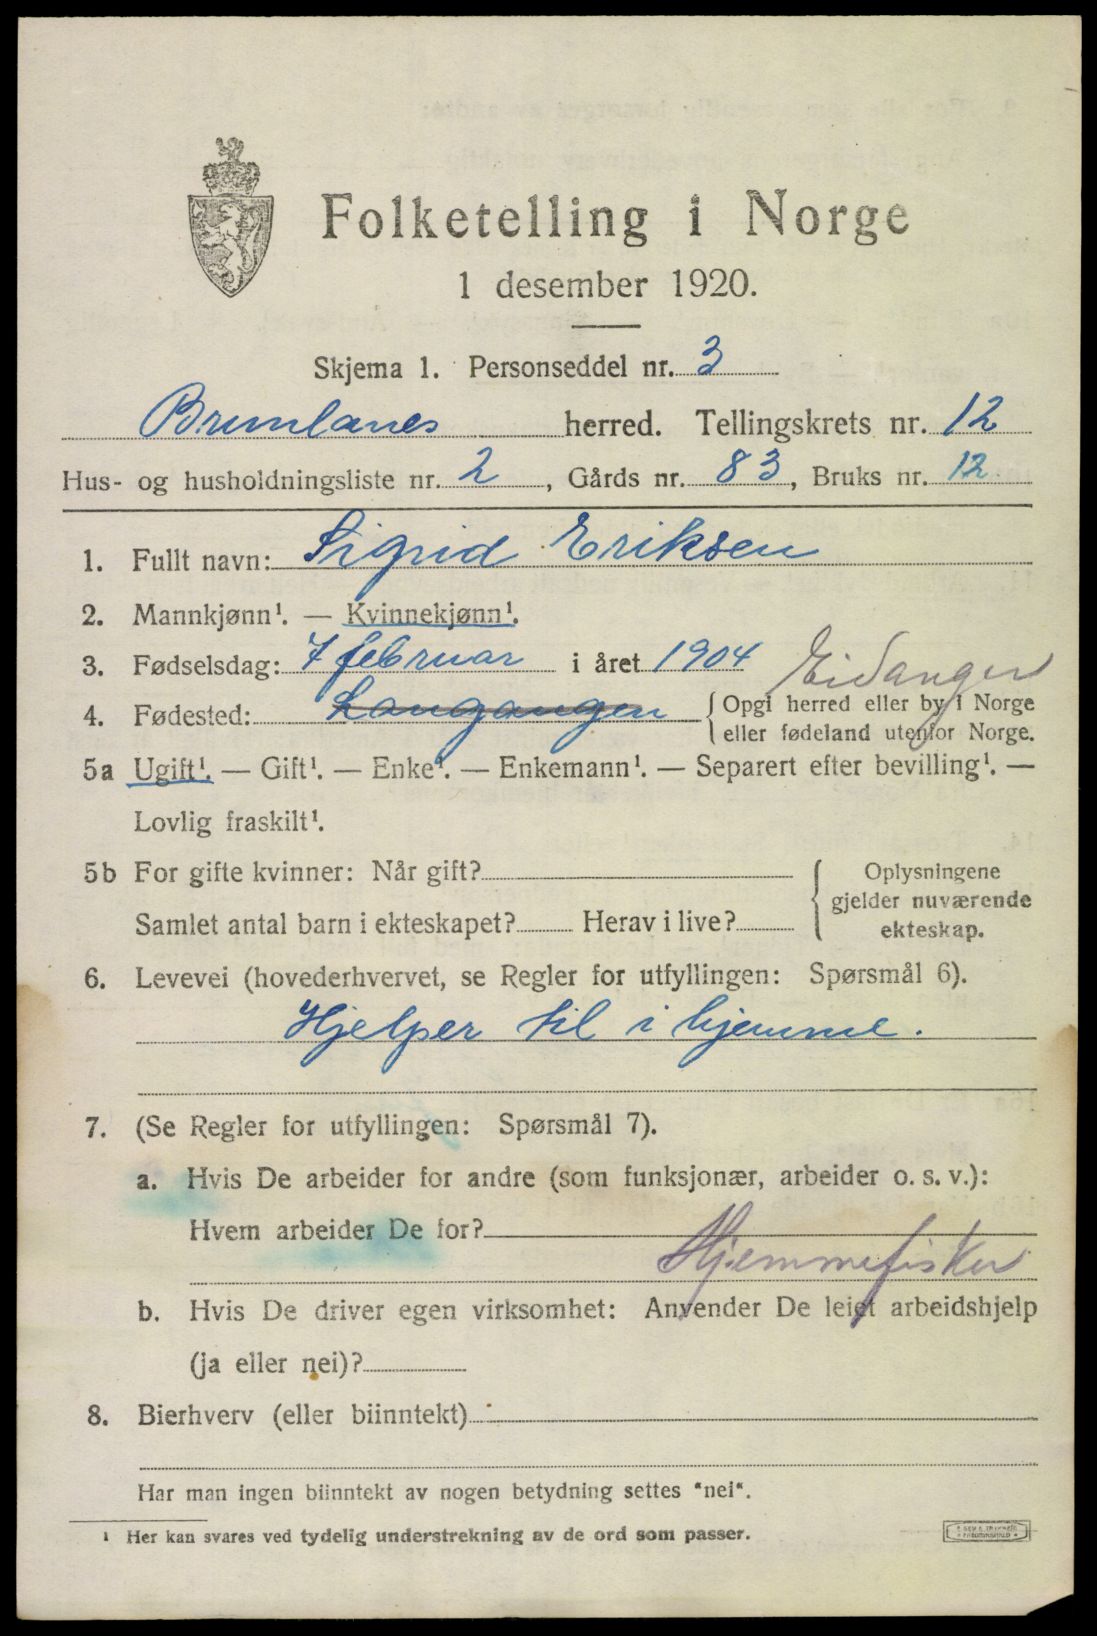 Folketelling i Norge
1 desember 1920.
Skjema 1. Personseddel nr. 3
Brunlanes herred. Tellingskrets nr. 12
Hus- og husholdningsliste nr. 2, Gårds nr. 83, Bruks nr. 12
1. Fullt navn: Sigrid Eriksen
2. Mannkjønn¹. — Kvinnekjønn¹.
3. Fødselsdag: 7 februar i året 1904
Eidanger
4. Fødested: Langangen { Opgi herred eller by i Norge
eller fødeland utenfor Norge.
5a Ugift¹. — Gift¹. — Enke¹. — Enkemann¹. — Separert efter bevilling¹. —
Lovlig fraskilt¹.
5b For gifte kvinner: Når gift?
Samlet antal barn i ekteskapet? Herav i live?
{ Oplysningene
gjelder nuværende
ekteskap.
6. Levevei (hovederhvervet, se Regler for utfyllingen: Spørsmål 6).
Hjelper til i hjemme.
7. (Se Regler for utfyllingen: Spørsmål 7).
a. Hvis De arbeider for andre (som funksjonær, arbeider o. s. v.):
Hvem arbeider De for?
Hjemmefisker
b. Hvis De driver egen virksomhet: Anvender De leiet arbeidshjelp
(ja eller nei)?
8. Bierhverv (eller biinntekt)
Har man ingen biinntekt av nogen betydning settes "nei".
¹ Her kan svares ved tydelig understrekning av de ord som passer.